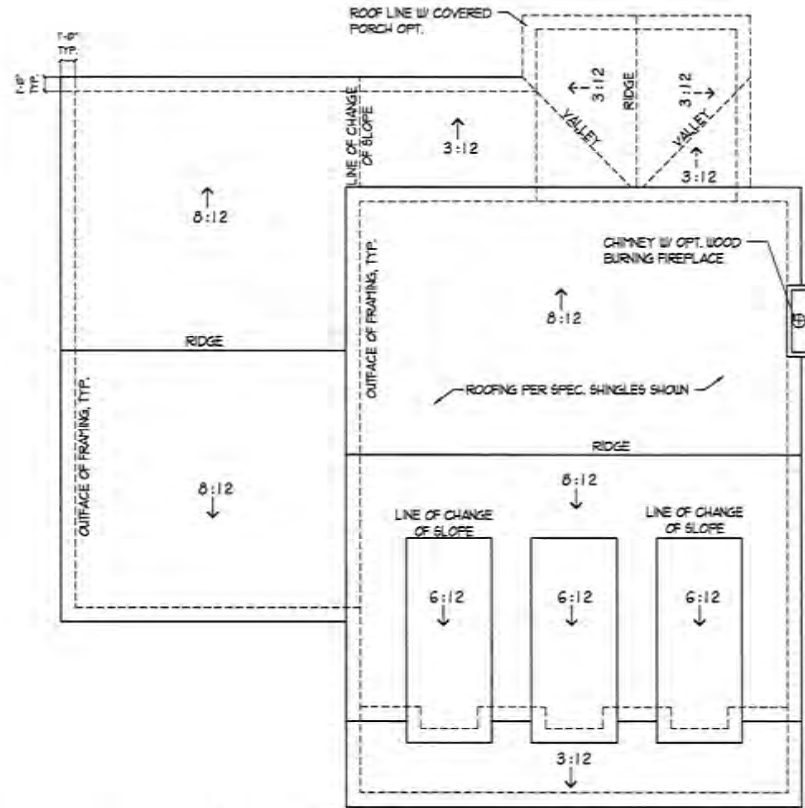 ROOF LINE W/ COVERED
PORCH OPT.
1'-0"
TYP.
1'-0"
TYP.
3:12
RIDGE
3:12
VALLEY
VALLEY
LINE OF CHANGE
OF SLOPE
3:12
3:12
8:12
CHIMNEY W/ OPT. WOOD
BURNING FIREPLACE
OUTFACE OF FRAMING, TYP.
8:12
RIDGE
ROOFING PER SPEC. SHINGLES SHOWN
OUTFACE OF FRAMING, TYP.
RIDGE
8:12
8:12
LINE OF CHANGE
OF SLOPE
LINE OF CHANGE
OF SLOPE
6:12
6:12
6:12
3:12